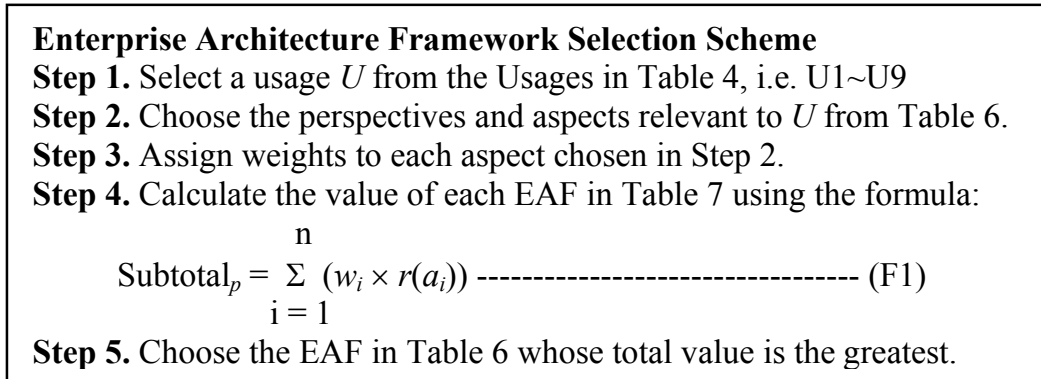 Enterprise Architecture Framework Selection Scheme
Step 1. Select a usage U from the Usages in Table 4, i.e. U1~U9
Step 2. Choose the perspectives and aspects relevant to U from Table 6.
Step 3. Assign weights to each aspect chosen in Step 2.
Step 4. Calculate the value of each EAF in Table 7 using the formula:
n
Subtotalp = Σ (wi × r(ai)) ---------------------------------- (F1)
i = 1
Step 5. Choose the EAF in Table 6 whose total value is the greatest.